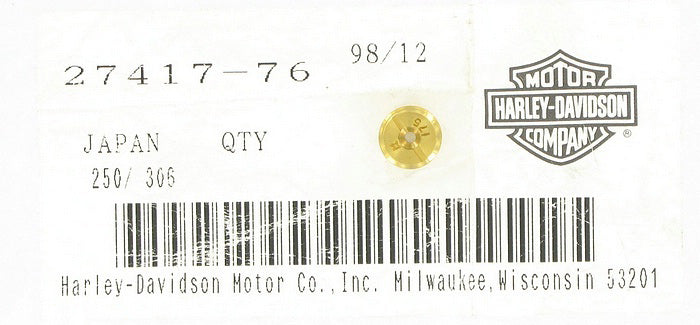 27417-76
98/12
MOTOR
HARLEY-DAVIDSON
COMPANY
®
JAPAN QTY
175
250/ 306
Harley-Davidson Motor Co.,Inc. Milwaukee,Wisconsin 53201